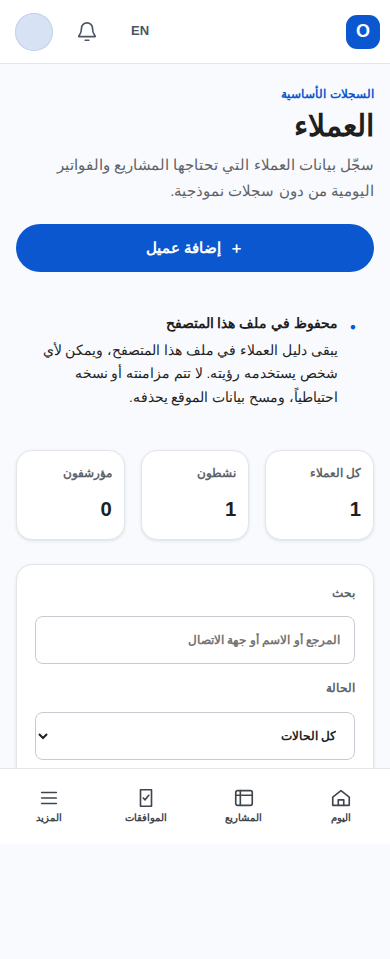 O
EN
السجلات الأساسية
العملاء
سجّل بيانات العملاء التي تحتاجها المشاريع والفواتير
اليومية من دون سجلات نموذجية.
+ إضافة عميل
محفوظ في ملف هذا المتصفح
يبقى دليل العملاء في ملف هذا المتصفح، ويمكن لأي
شخص يستخدمه رؤيته. لا تتم مزامنته أو نسخه
احتياطياً، ومسح بيانات الموقع يحذفه.
كل العملاء
1
نشطون
1
مؤرشفون
0
بحث
المرجع أو الاسم أو جهة الاتصال
الحالة
كل الحالات
اليوم
المشاريع
الموافقات
المزيد